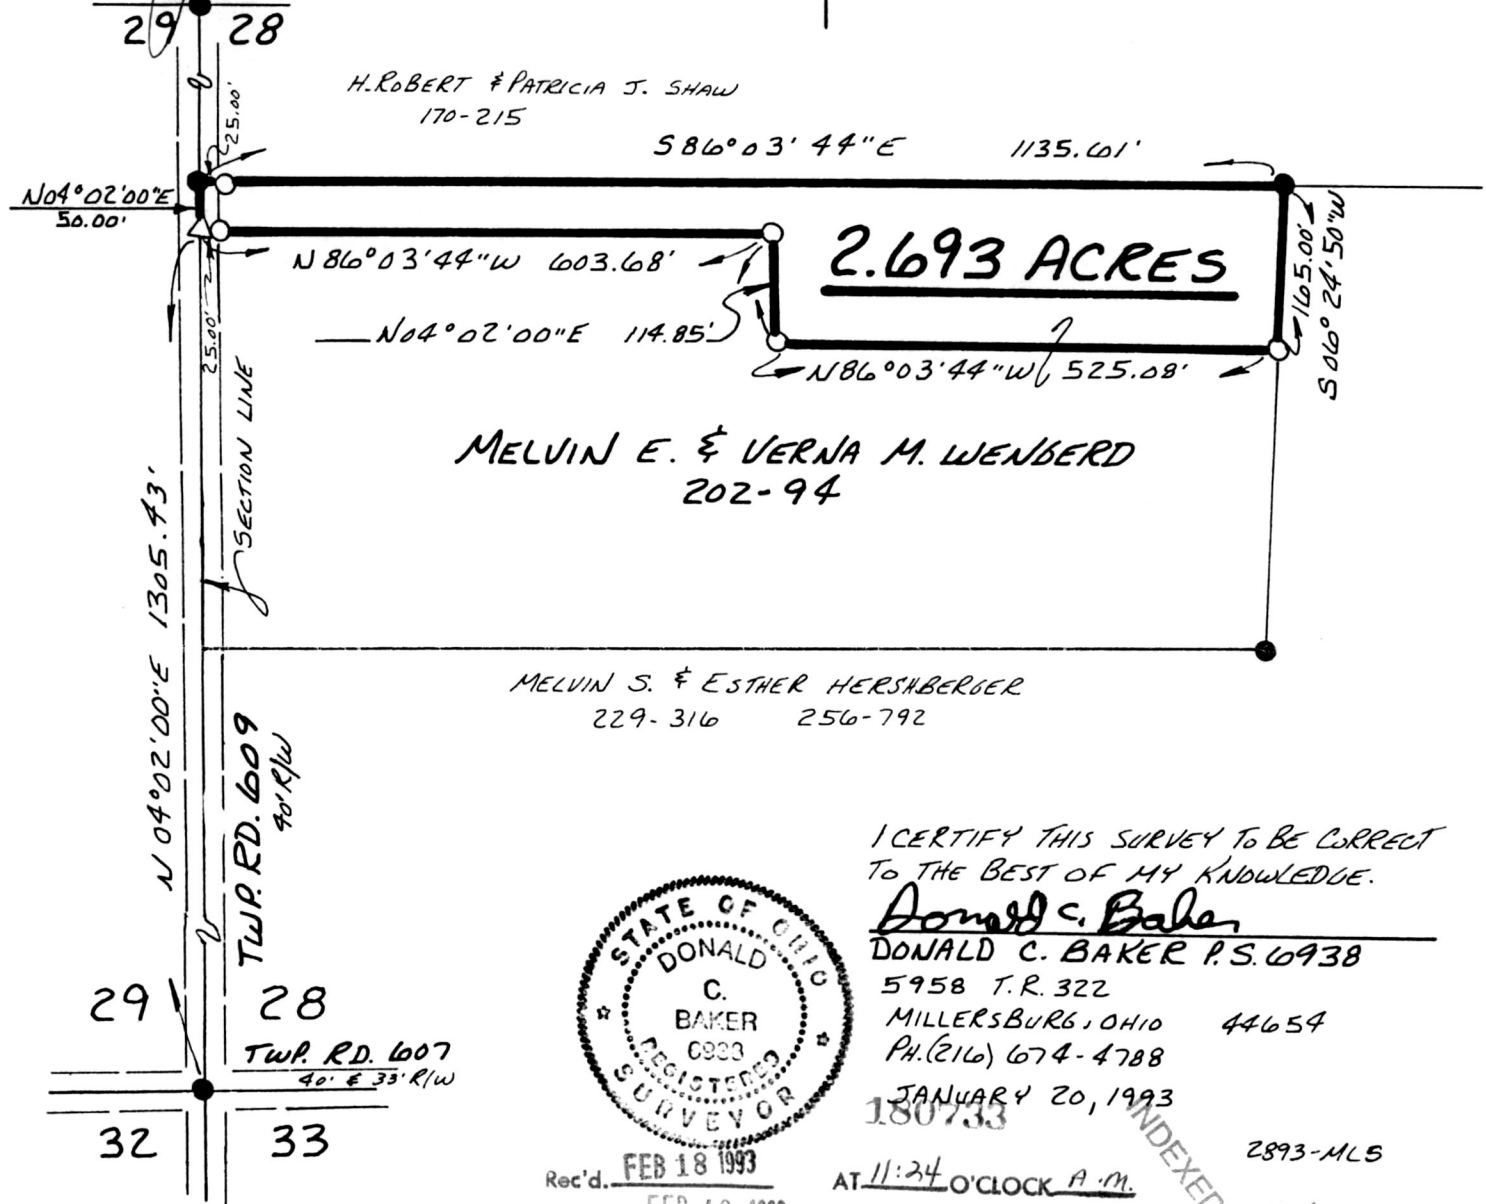 29 28
H. ROBERT & PATRICIA J. SHAW
170-215
25.00'
S 86° 03' 44" E 1135.61'
N 04° 02' 00" E
50.00'
N 86° 03' 44" W 603.68'
2.693 ACRES
165.00'
S 06° 24' 50" W
N 04° 02' 00" E 114.85'
25.00'
N 86° 03' 44" W 525.08'
SECTION LINE
MELVIN E. & VERNA M. WENGERD
202-94
N 04° 02' 00" E 1305.43'
MELVIN S. & ESTHER HERSHBERGER
229-316 256-792
TWP. RD. 609
40' R/W
I CERTIFY THIS SURVEY TO BE CORRECT
TO THE BEST OF MY KNOWLEDGE.
Donald C. Baker
DONALD C. BAKER P.S. 6938
5958 T.R. 322
MILLERSBURG, OHIO 44654
PH. (216) 674-4788
JANUARY 20, 1993
180733
STATE OF OHIO
DONALD
C.
BAKER
REGISTERED
SURVEYOR
29 28
TWP. RD. 607
40' & 33' R/W
32 33
2893-MLS
INDEXED
Rec'd. FEB 18 1993 AT 11:24 O'CLOCK A.M.